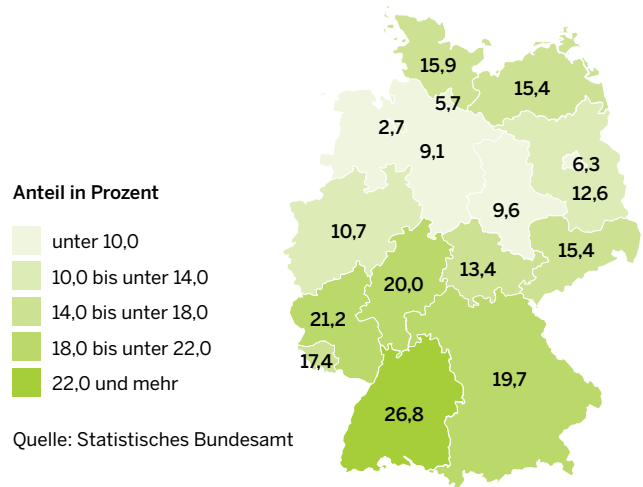 15,9
15,4
5,7
2,7
9,1
6,3
12,6
9,6
10,7
15,4
13,4
20,0
21,2
17,4
19,7
26,8
Anteil in Prozent
unter 10,0
10,0 bis unter 14,0
14,0 bis unter 18,0
18,0 bis unter 22,0
22,0 und mehr
Quelle: Statistisches Bundesamt